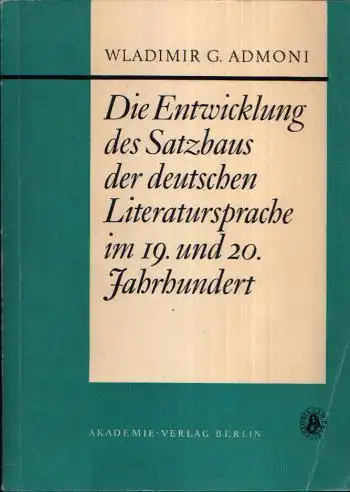 WLADIMIR G. ADMONI
Die Entwicklung
des Satzbaus
der deutschen
Literatursprache
im 19. und 20.
Jahrhundert
AKADEMIE-VERLAG BERLIN